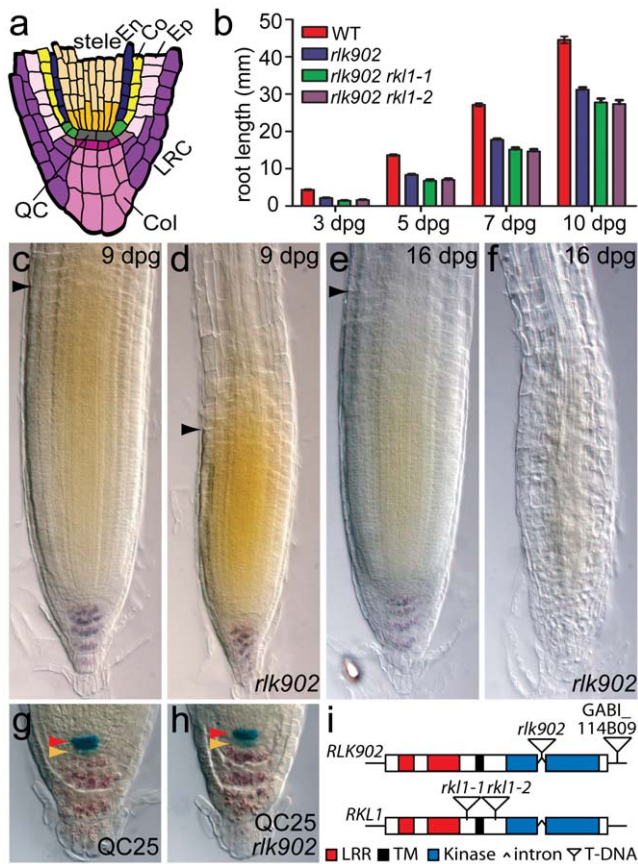 a
stele
En
Co
Ep
LRC
QC
Col
b
root length (mm)
50
40
30
20
10
0
WT
rlk902
rlk902 rkl1-1
rlk902 rkl1-2
3 dpg
5 dpg
7 dpg
10 dpg
c
9 dpg
d
9 dpg
rlk902
e
16 dpg
f
16 dpg
rlk902
g
QC25
h
QC25
rlk902
i
GABI_
114B09
rlk902
RLK902
rkl1-1 rkl1-2
RKL1
LRR TM Kinase intron T-DNA